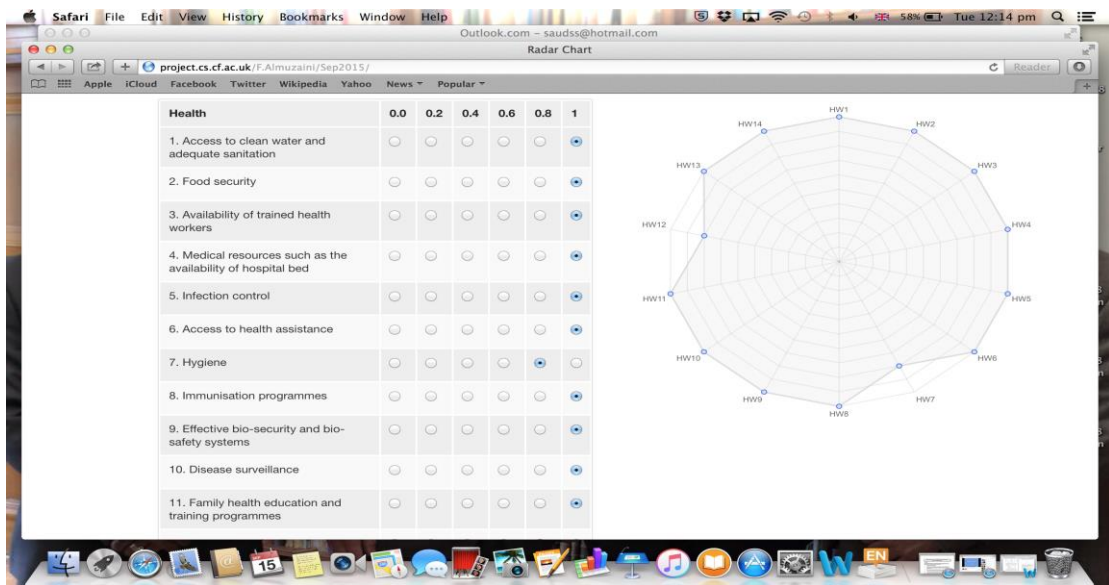 Safari File Edit View History Bookmarks Window Help
58% Tue 12:14 pm
Outlook.com – saudss@hotmail.com
Radar Chart
project.cs.cf.ac.uk/F.Almuzaini/Sep2015/
Reader
Apple iCloud Facebook Twitter Wikipedia Yahoo News Popular
Health 0.0 0.2 0.4 0.6 0.8 1
1. Access to clean water and
adequate sanitation
2. Food security
3. Availability of trained health
workers
4. Medical resources such as the
availability of hospital bed
5. Infection control
6. Access to health assistance
7. Hygiene
8. Immunisation programmes
9. Effective bio-security and bio-
safety systems
10. Disease surveillance
11. Family health education and
training programmes
HW1
HW2
HW3
HW4
HW5
HW6
HW7
HW8
HW9
HW10
HW11
HW12
HW13
HW14
15
EN